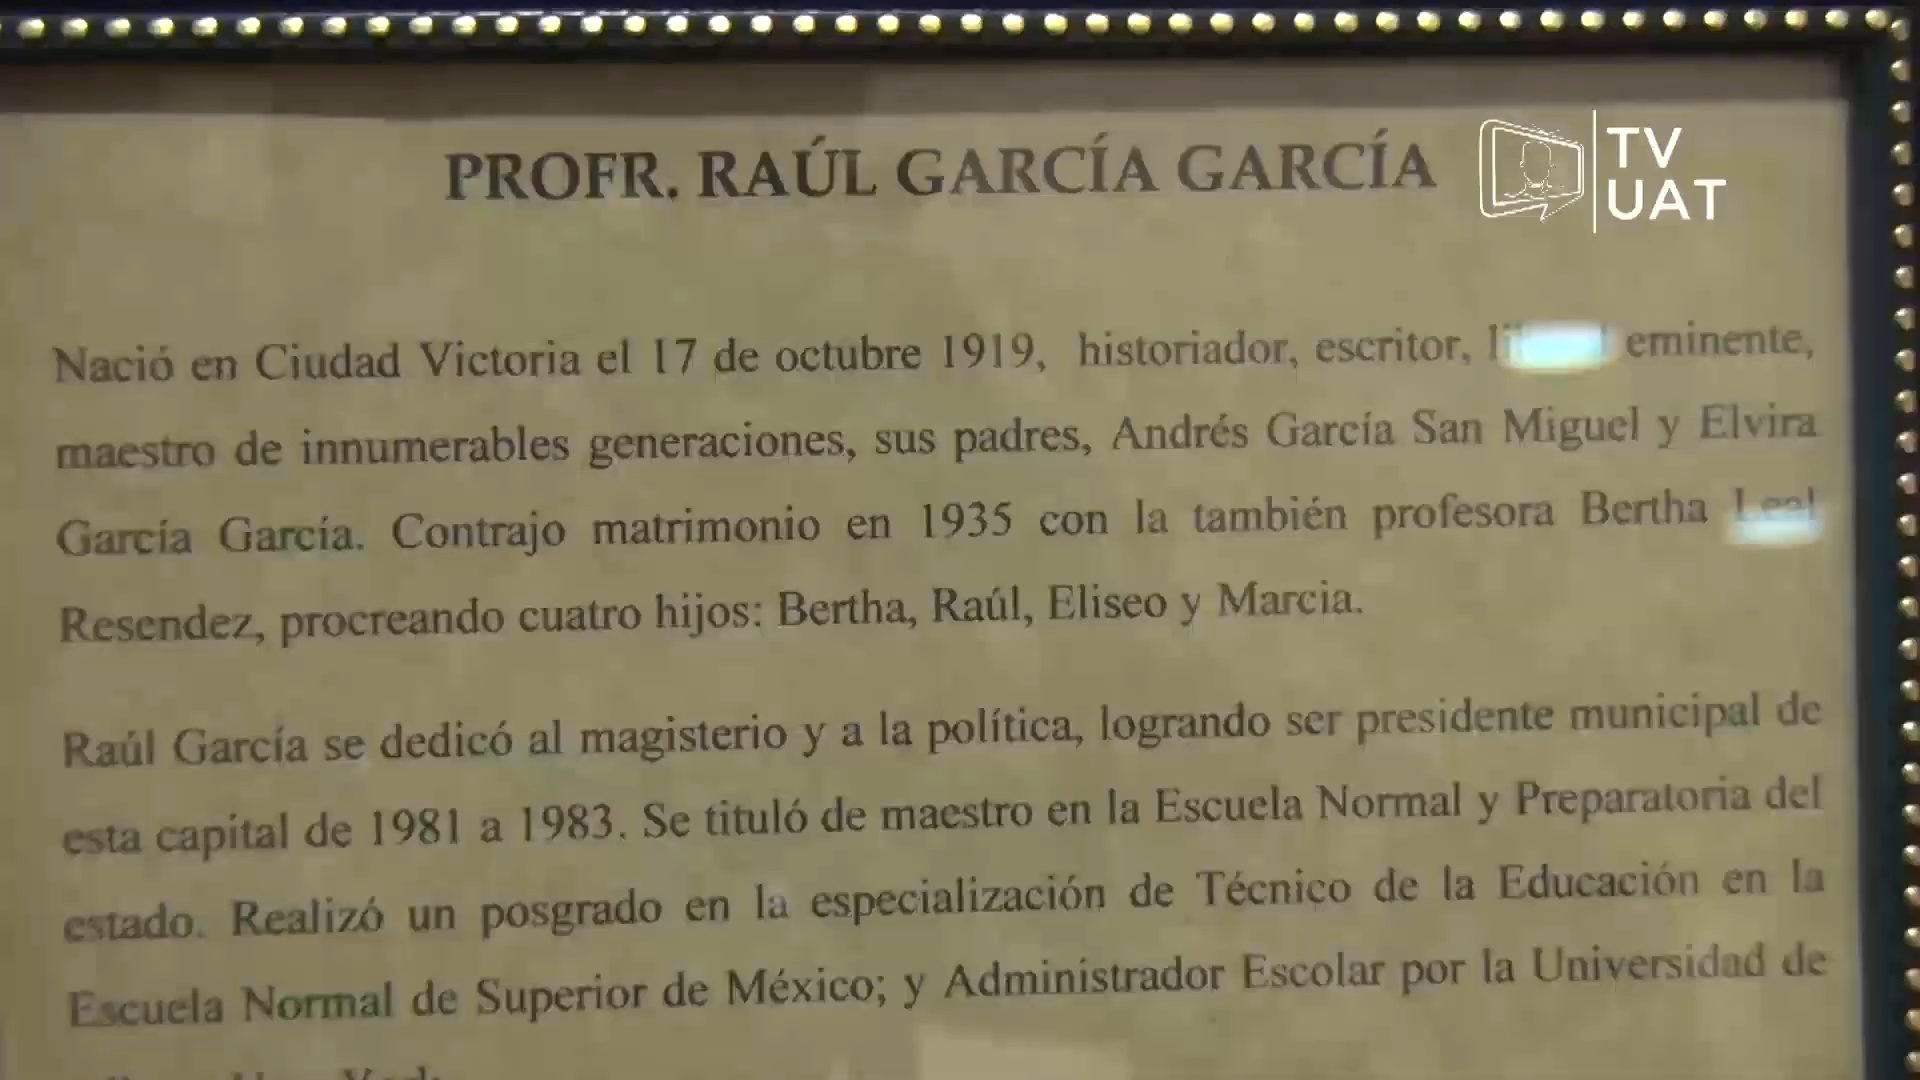 PROFR. RAÚL GARCÍA GARCÍA
TV
UAT
Nació en Ciudad Victoria el 17 de octubre 1919, historiador, escritor, eminente,
maestro de innumerables generaciones, sus padres, Andrés García San Miguel y Elvira
García García. Contrajo matrimonio en 1935 con la también profesora Bertha Leal
Resendez, procreando cuatro hijos: Bertha, Raúl, Eliseo y Marcia.
Raúl García se dedicó al magisterio y a la política, logrando ser presidente municipal de
esta capital de 1981 a 1983. Se tituló de maestro en la Escuela Normal y Preparatoria del
estado. Realizó un posgrado en la especialización de Técnico de la Educación en la
Escuela Normal de Superior de México; y Administrador Escolar por la Universidad de